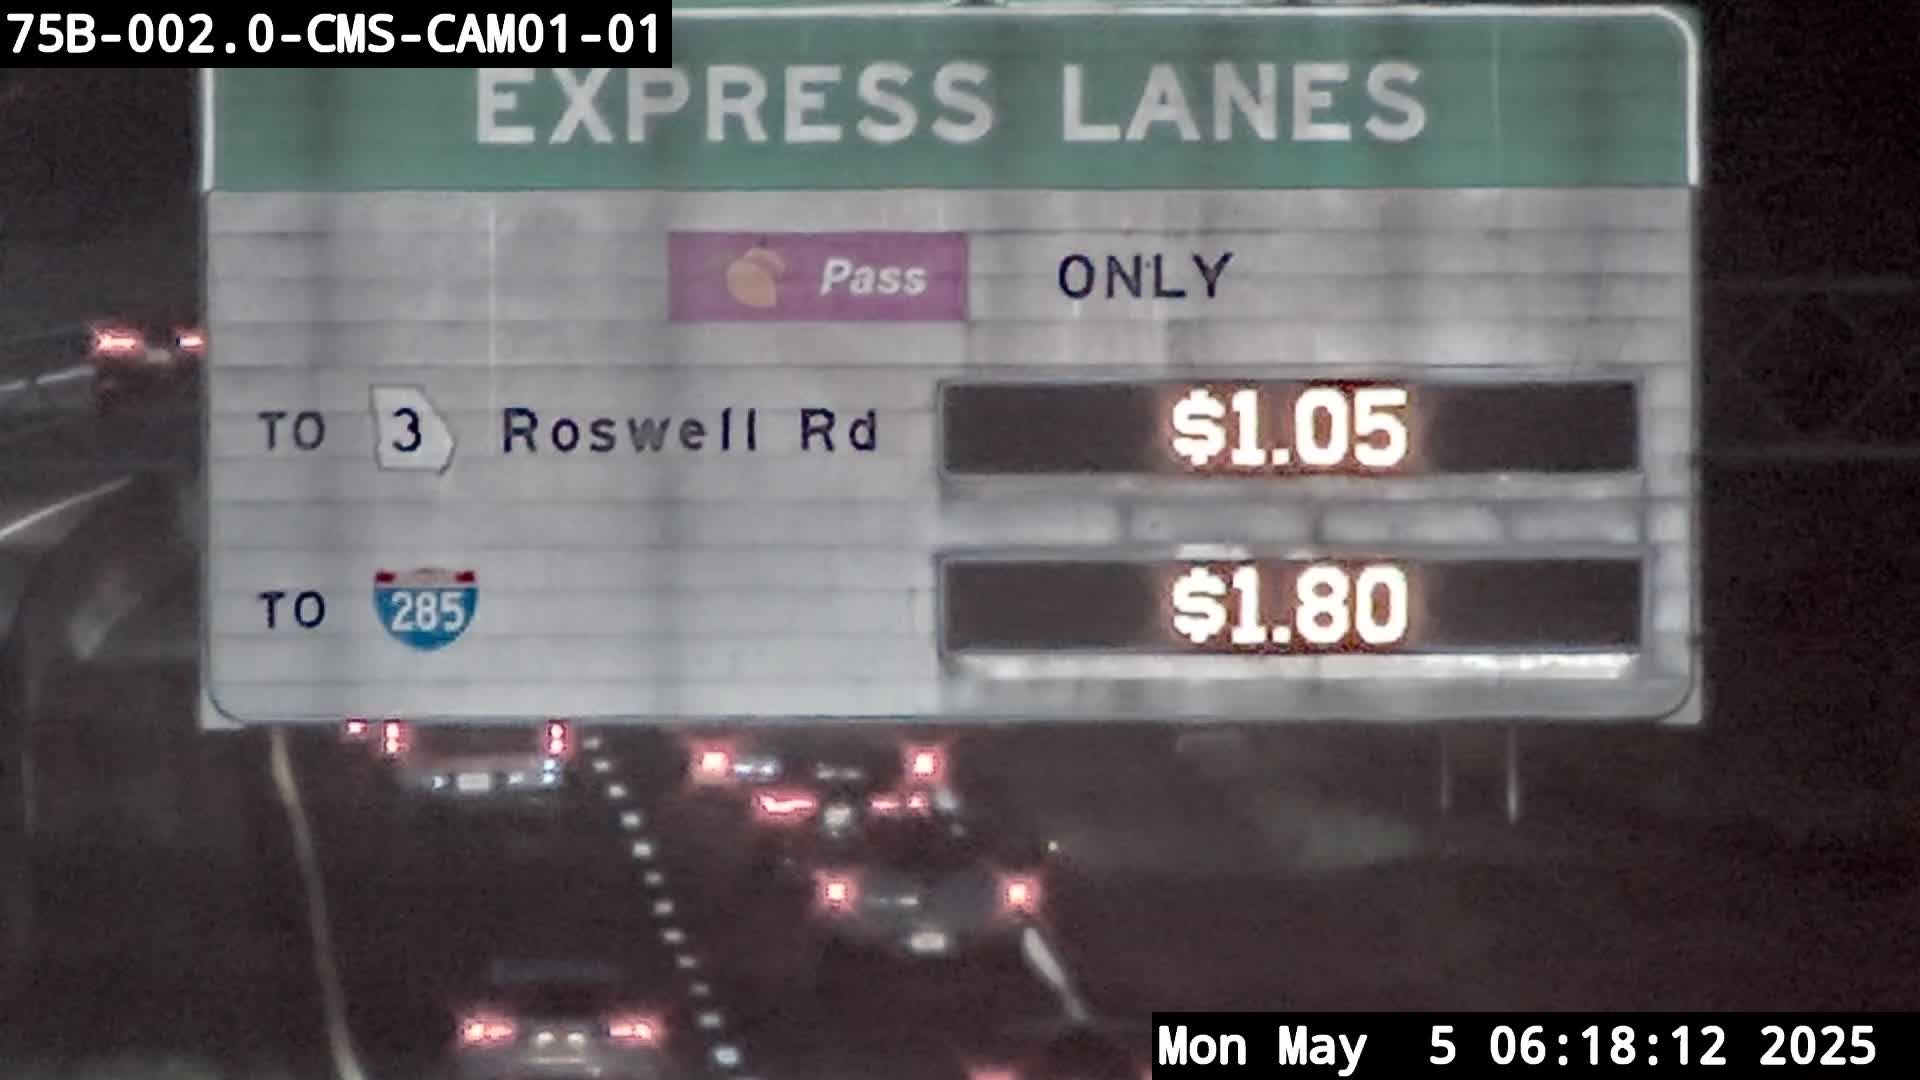 75B-002.0-CMS-CAM01-01
EXPRESS LANES
Pass ONLY
TO 3 Roswell Rd $1.05
TO 285 $1.80
Mon May 5 06:18:12 2025